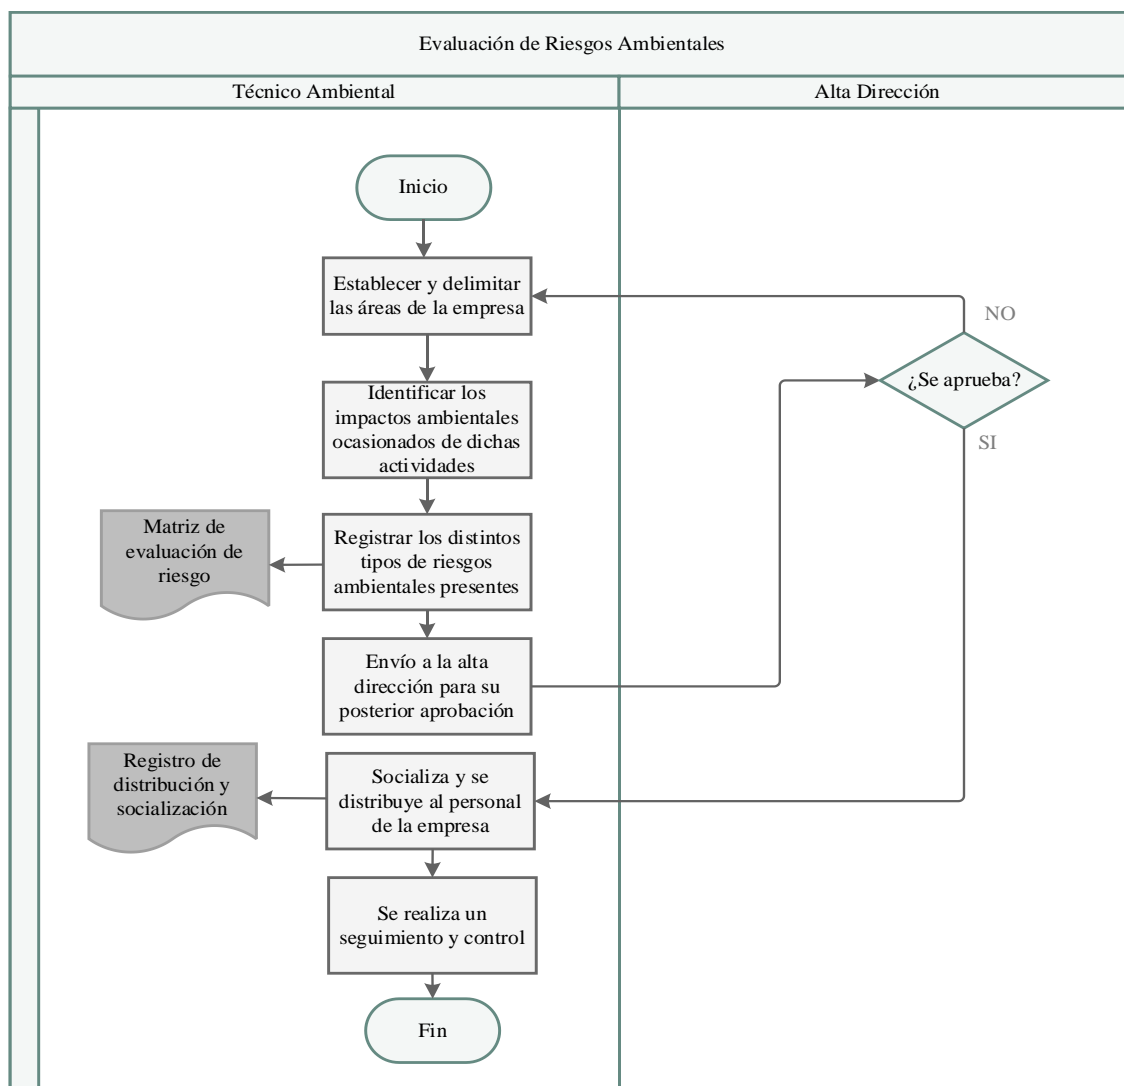 Evaluación de Riesgos Ambientales
Técnico Ambiental
Alta Dirección
Inicio
Establecer y delimitar
las áreas de la empresa
NO
¿Se aprueba?
SI
Identificar los
impactos ambientales
ocasionados de dichas
actividades
Matriz de
evaluación de
riesgo
Registrar los distintos
tipos de riesgos
ambientales presentes
Envío a la alta
dirección para su
posterior aprobación
Registro de
distribución y
socialización
Socializa y se
distribuye al personal
de la empresa
Se realiza un
seguimiento y control
Fin